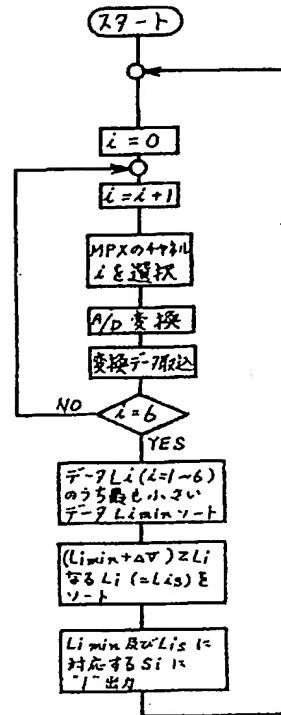 スタート
i=0
i=i+1
MPXのチャネル
iを選択
A/D 変換
変換データ取込
i=6
NO
YES
データLi(i=1~6)
のうち最も小さい
データLiminソート
(Limin+ΔV)≧Li
なるLi(=Lis)を
ソート
Limin及びLisに
対応するSiに
"1"出力